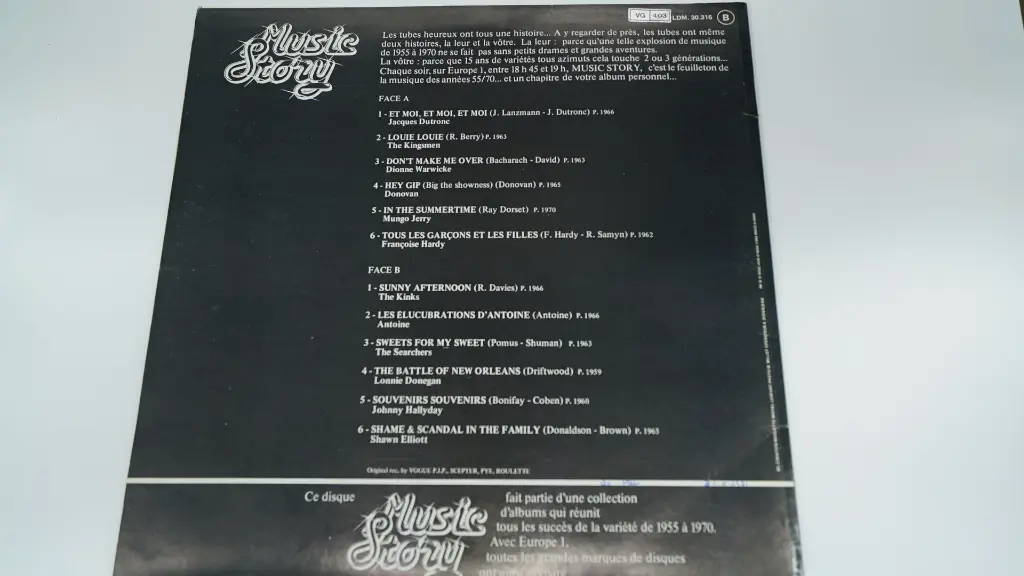 Music
Story
VG 403 LDM. 30.316 B
Les tubes heureux ont tous une histoire... A y regarder de près, les tubes ont même
deux histoires, la leur et la vôtre. La leur : parce qu'une telle explosion de musique
de 1955 à 1970 ne se fait pas sans petits drames et grandes aventures.
La vôtre : parce que 15 ans de variétés tous azimuts cela touche 2 ou 3 générations...
Chaque soir, sur Europe 1, entre 18 h 45 et 19 h, MUSIC STORY, c'est le feuilleton de
la musique des années 55/70... et un chapitre de votre album personnel...
FACE A
1 - ET MOI, ET MOI, ET MOI (J. Lanzmann - J. Dutronc) P. 1966
Jacques Dutronc
2 - LOUIE LOUIE (R. Berry) P. 1963
The Kingsmen
3 - DON'T MAKE ME OVER (Bacharach - David) P. 1963
Dionne Warwicke
4 - HEY GIP (Big the showness) (Donovan) P. 1965
Donovan
5 - IN THE SUMMERTIME (Ray Dorset) P. 1970
Mungo Jerry
6 - TOUS LES GARÇONS ET LES FILLES (F. Hardy - R. Samyn) P. 1962
Françoise Hardy
FACE B
1 - SUNNY AFTERNOON (R. Davies) P. 1966
The Kinks
2 - LES ÉLUCUBRATIONS D'ANTOINE (Antoine) P. 1966
Antoine
3 - SWEETS FOR MY SWEET (Pomus - Shuman) P. 1963
The Searchers
4 - THE BATTLE OF NEW ORLEANS (Driftwood) P. 1959
Lonnie Donegan
5 - SOUVENIRS SOUVENIRS (Bonifay - Coben) P. 1960
Johnny Hallyday
6 - SHAME & SCANDAL IN THE FAMILY (Donaldson - Brown) P. 1965
Shawn Elliott
Original rec. by VOGUE P.I.P., SCEPTER, PYE, ROULETTE
Ce disque
Music
Story
fait partie d'une collection
d'albums qui réunit
tous les succès de la variété de 1955 à 1970.
Avec Europe 1,
toutes les grandes marques de disques